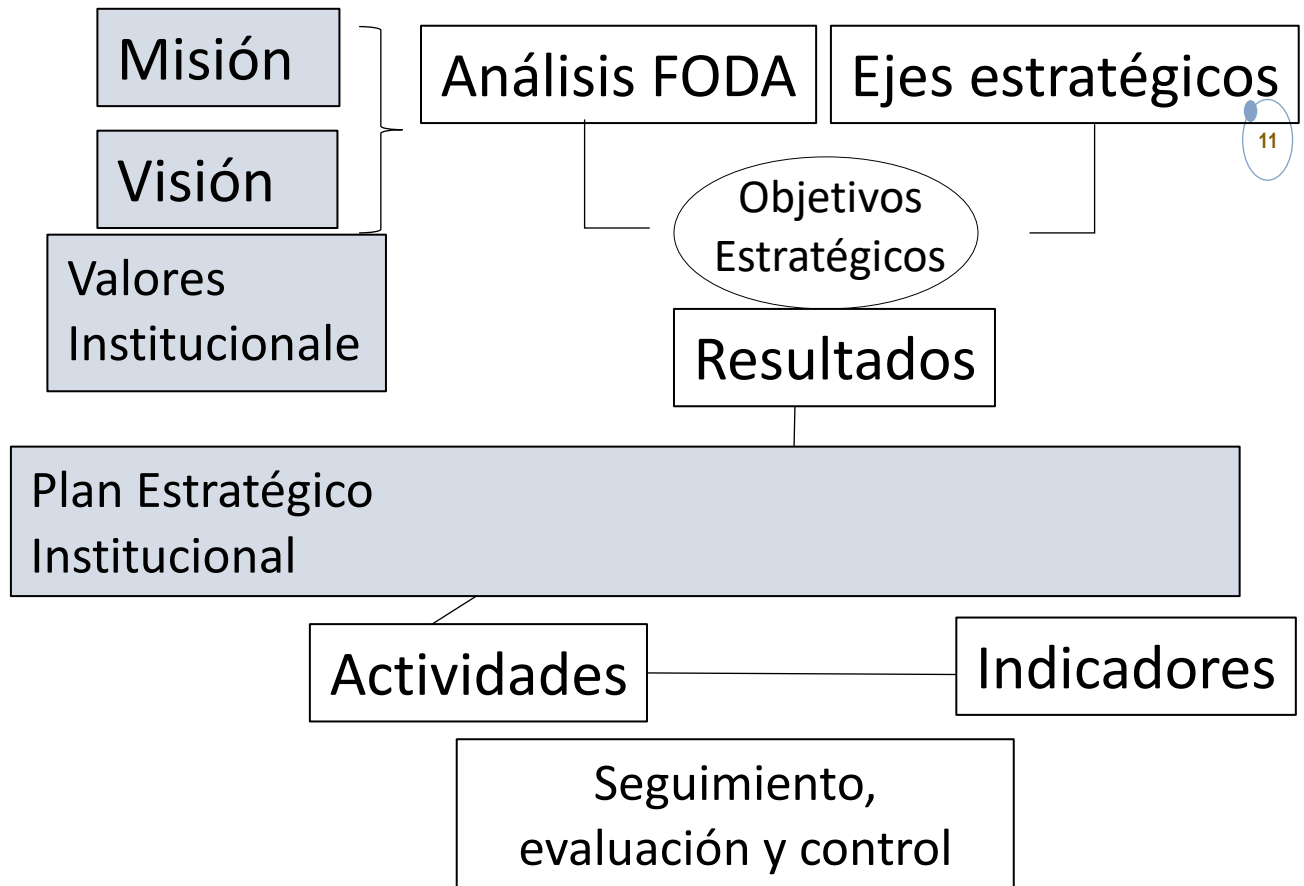 Misión
Análisis FODA
Ejes estratégicos
11
Visión
Objetivos
Estratégicos
Valores
Institucionale
Resultados
Plan Estratégico
Institucional
Actividades
Indicadores
Seguimiento,
evaluación y control